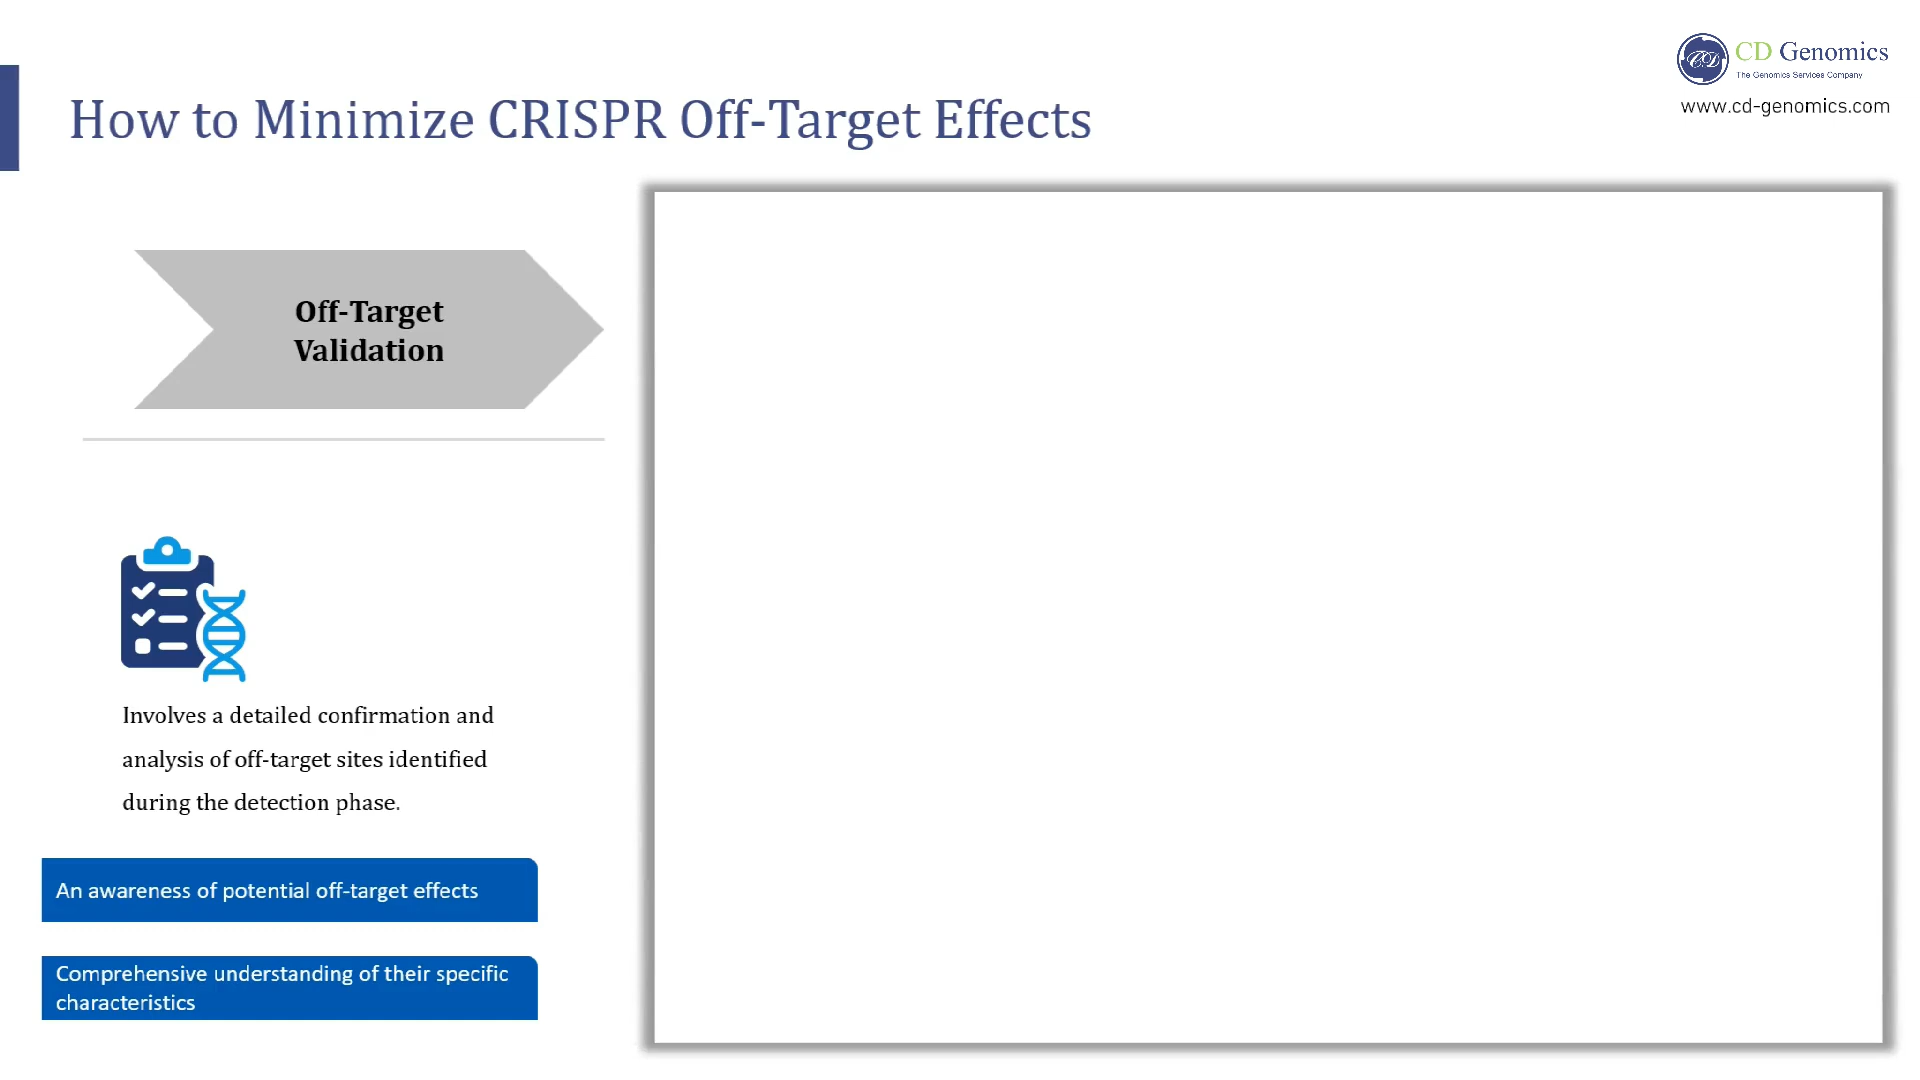 CD Genomics
The Genomics Services Company
www.cd-genomics.com
How to Minimize CRISPR Off-Target Effects
Off-Target
Validation
Involves a detailed confirmation and
analysis of off-target sites identified
during the detection phase.
An awareness of potential off-target effects
Comprehensive understanding of their specific
characteristics